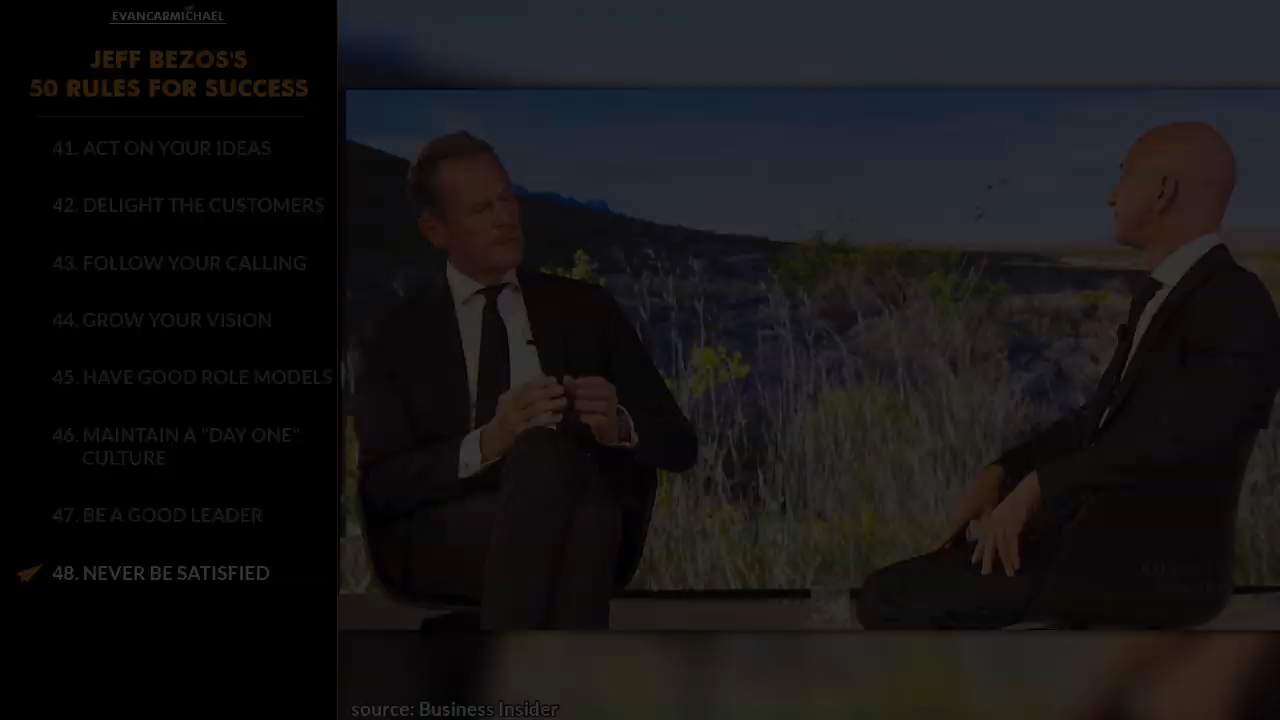 EVANCARMICHAEL
JEFF BEZOS'S
50 RULES FOR SUCCESS
41. ACT ON YOUR IDEAS
42. DELIGHT THE CUSTOMERS
43. FOLLOW YOUR CALLING
44. GROW YOUR VISION
45. HAVE GOOD ROLE MODELS
46. MAINTAIN A "DAY ONE"
CULTURE
47. BE A GOOD LEADER
48. NEVER BE SATISFIED
source: Business Insider